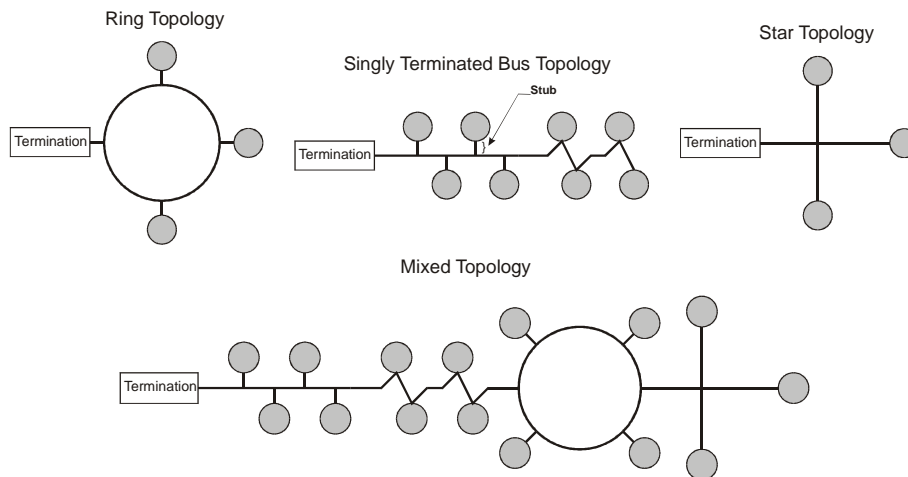 Ring Topology
Termination
Singly Terminated Bus Topology
Stub
Termination
Star Topology
Termination
Mixed Topology
Termination